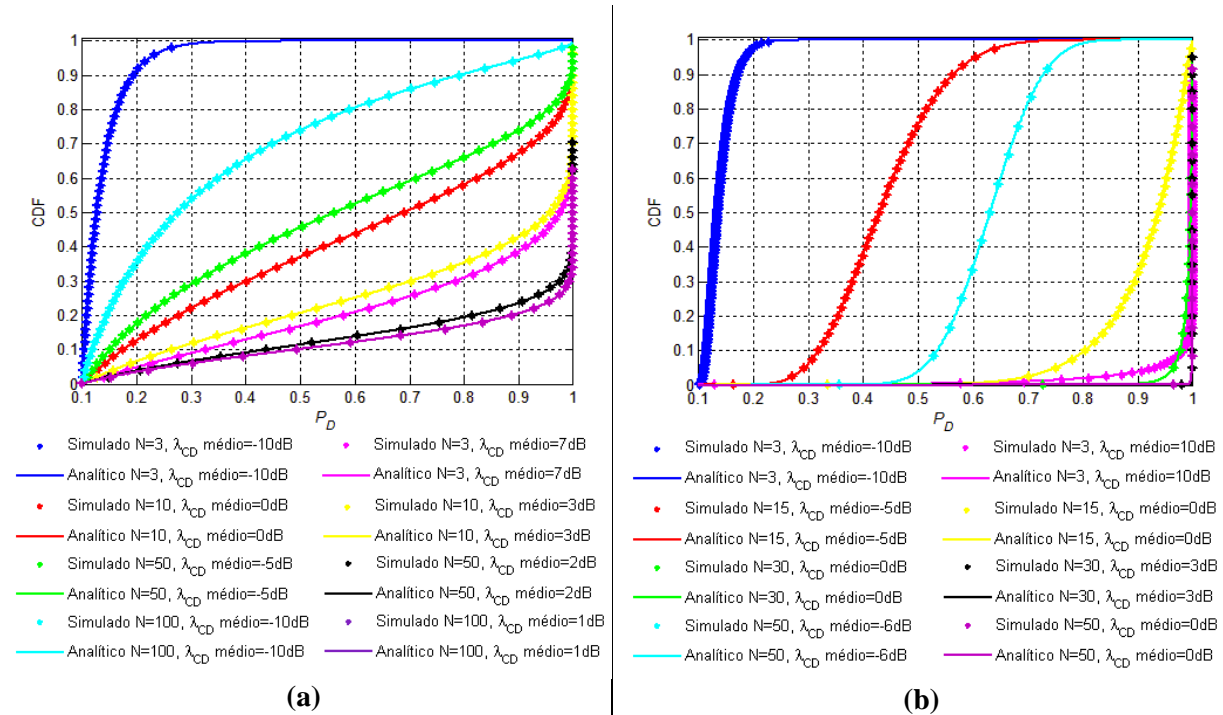 1
0.9
0.8
0.7
0.6
0.5
0.4
0.3
0.2
0.1
0
CDF
0.1 0.2 0.3 0.4 0.5 0.6 0.7 0.8 0.9 1
P_D
Simulado N=3, λ_CD médio=-10dB
Analítico N=3, λ_CD médio=-10dB
Simulado N=10, λ_CD médio=0dB
Analítico N=10, λ_CD médio=0dB
Simulado N=50, λ_CD médio=-5dB
Analítico N=50, λ_CD médio=-5dB
Simulado N=100, λ_CD médio=-10dB
Analítico N=100, λ_CD médio=-10dB
Simulado N=3, λ_CD médio=7dB
Analítico N=3, λ_CD médio=7dB
Simulado N=10, λ_CD médio=3dB
Analítico N=10, λ_CD médio=3dB
Simulado N=50, λ_CD médio=2dB
Analítico N=50, λ_CD médio=2dB
Simulado N=100, λ_CD médio=1dB
Analítico N=100, λ_CD médio=1dB
(a)
1
0.9
0.8
0.7
0.6
0.5
0.4
0.3
0.2
0.1
0
CDF
0.1 0.2 0.3 0.4 0.5 0.6 0.7 0.8 0.9 1
P_D
Simulado N=3, λ_CD médio=-10dB
Analítico N=3, λ_CD médio=-10dB
Simulado N=15, λ_CD médio=-5dB
Analítico N=15, λ_CD médio=-5dB
Simulado N=30, λ_CD médio=0dB
Analítico N=30, λ_CD médio=0dB
Simulado N=50, λ_CD médio=-6dB
Analítico N=50, λ_CD médio=-6dB
Simulado N=3, λ_CD médio=10dB
Analítico N=3, λ_CD médio=10dB
Simulado N=15, λ_CD médio=0dB
Analítico N=15, λ_CD médio=0dB
Simulado N=30, λ_CD médio=3dB
Analítico N=30, λ_CD médio=3dB
Simulado N=50, λ_CD médio=0dB
Analítico N=50, λ_CD médio=0dB
(b)